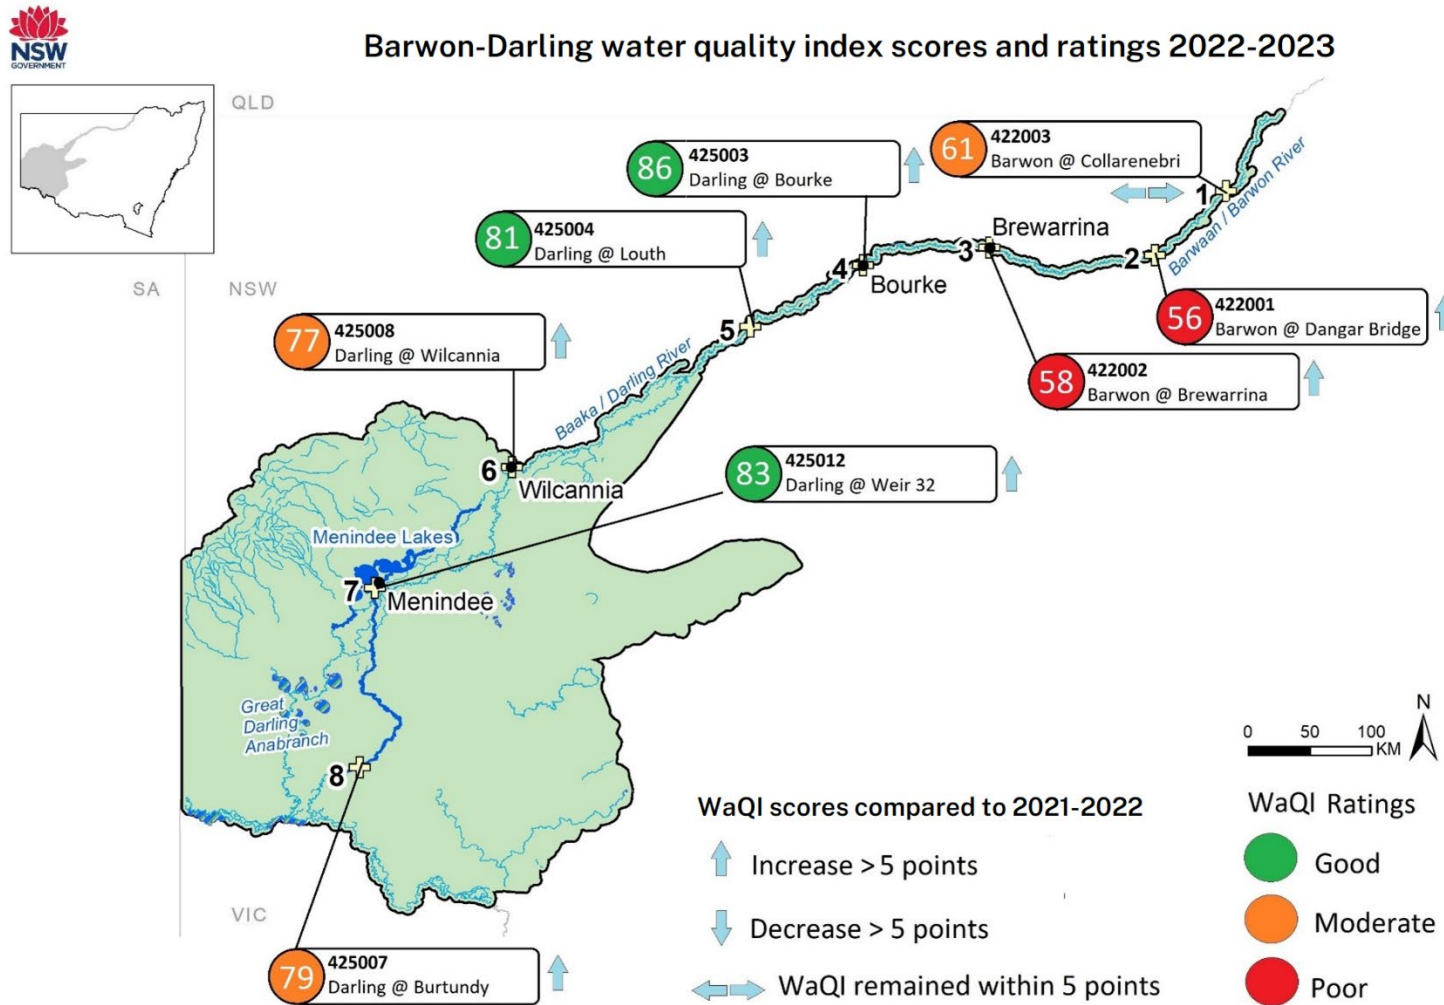 NSW
GOVERNMENT
Barwon-Darling water quality index scores and ratings 2022-2023
QLD
86
425003
Darling @ Bourke
61
422003
Barwon @ Collarenebri
1
Barwaan / Barwon River
81
425004
Darling @ Louth
Brewarrina
3
2
4
Bourke
SA
NSW
56
422001
Barwon @ Dangar Bridge
77
425008
Darling @ Wilcannia
5
58
422002
Barwon @ Brewarrina
Baaka / Darling River
6
Wilcannia
83
425012
Darling @ Weir 32
Menindee Lakes
7
Menindee
Great
Darling
Anabranch
8
N
0 50 100
KM
WaQI scores compared to 2021-2022
Increase > 5 points
Decrease > 5 points
WaQI remained within 5 points
WaQI Ratings
Good
Moderate
Poor
VIC
79
425007
Darling @ Burtundy